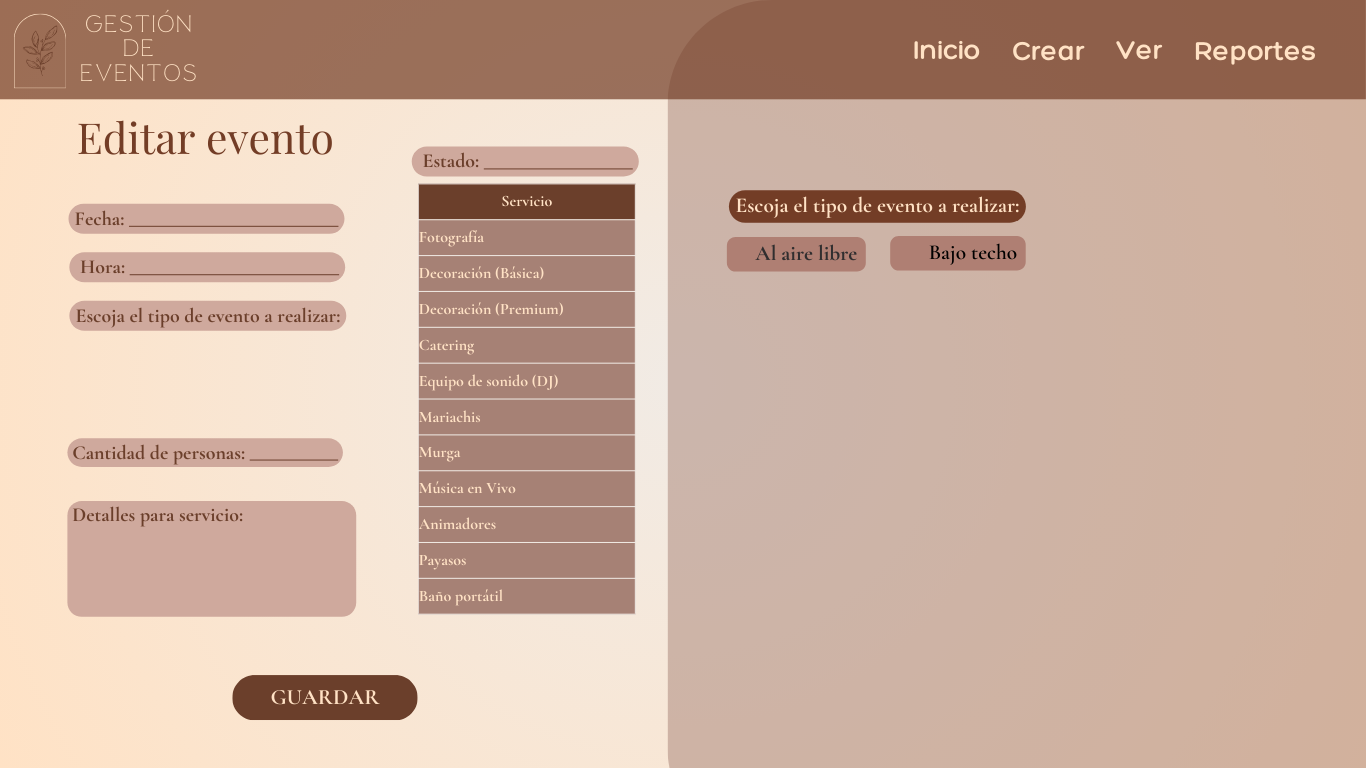 GESTIÓN
DE
EVENTOS
Inicio
Crear
Ver
Reportes
Editar evento
Fecha: ____________________
Hora: ____________________
Escoja el tipo de evento a realizar:
Cantidad de personas: ________
Detalles para servicio:
GUARDAR
Estado: ______________
Servicio
Fotografía
Decoración (Básica)
Decoración (Premium)
Catering
Equipo de sonido (DJ)
Mariachis
Murga
Música en Vivo
Animadores
Payasos
Baño portátil
Escoja el tipo de evento a realizar:
Al aire libre
Bajo techo